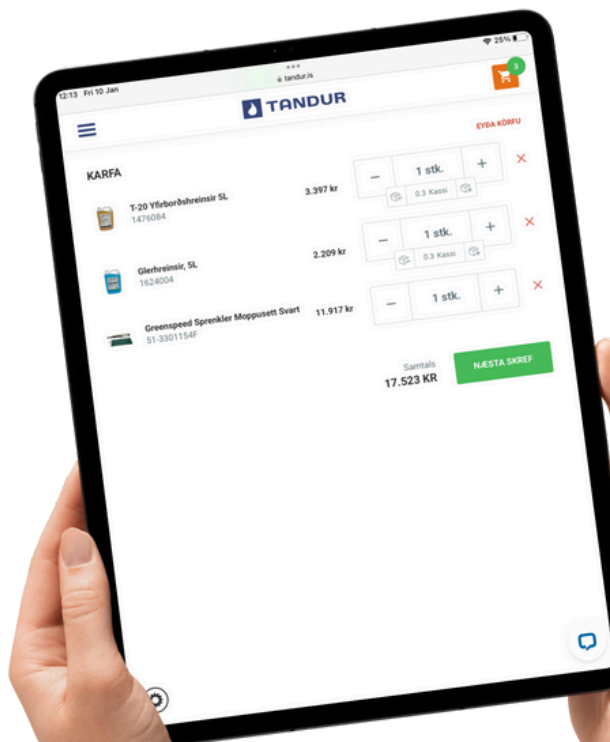 12:13 Fri 10 Jan
25%
tandur.is
TANDUR
3
EYÐA KÖRFU
KARFA
T-20 Yfirborðshreinsir 5L
1476084
3.397 kr
1 stk.
0.3 Kassi
Glerhreinsir, 5L
1624004
2.209 kr
1 stk.
0.3 Kassi
Greenspeed Sprenkler Moppusett Svart
51-3301154F
11.917 kr
1 stk.
Samtals
17.523 KR
NÆSTA SKREF